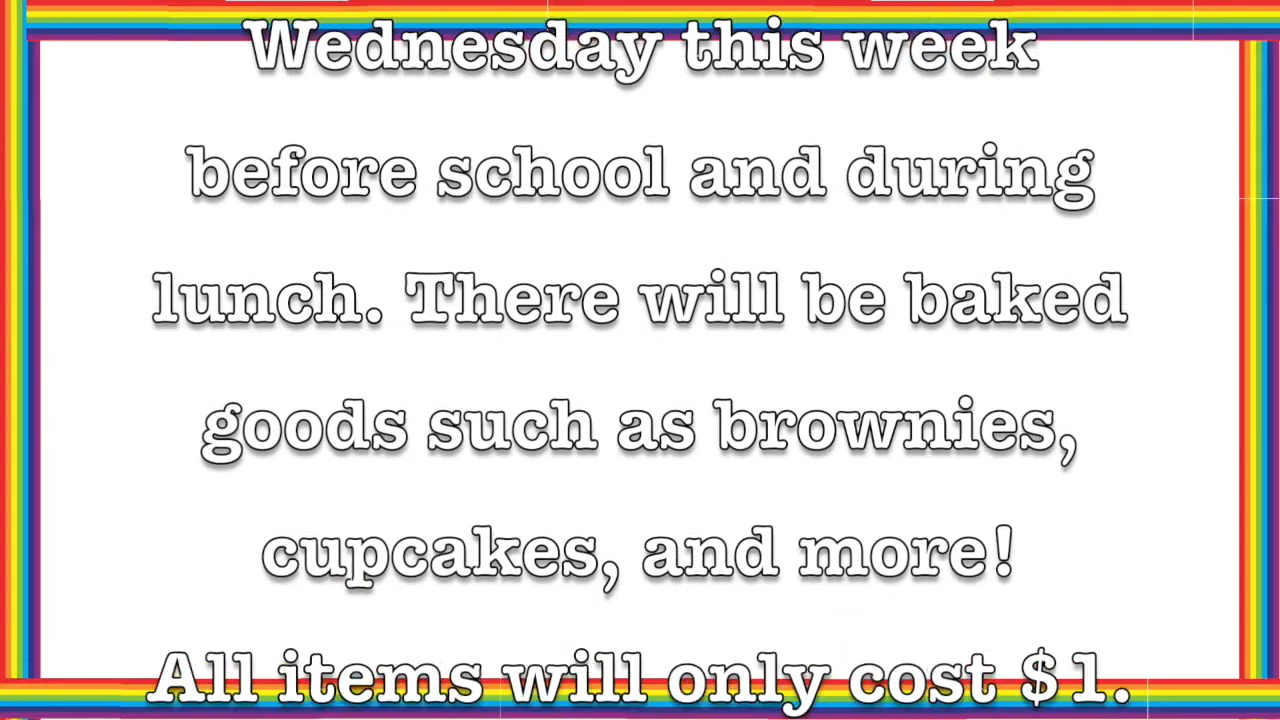 Wednesday this week
before school and during
lunch. There will be baked
goods such as brownies,
cupcakes, and more!
All items will only cost $1.